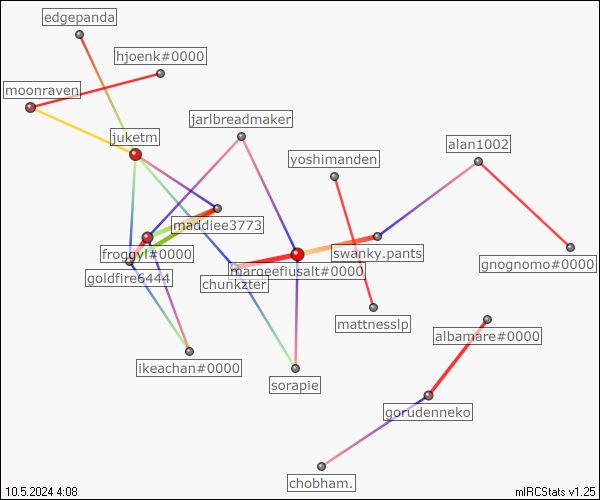 edgepanda
hjoenk#0000
moonraven
jarlbreadmaker
juketm
alan1002
yoshimanden
maddiee3773
froggy!#0000
swanky.pants
gnognomo#0000
margeefiusalt#0000
goldfire6444
chunkzter
mattnesslp
albamare#0000
ikeachan#0000
sorapie
gorudenneko
chobham.
10.5.2024 4:08
mIRCStats v1.25